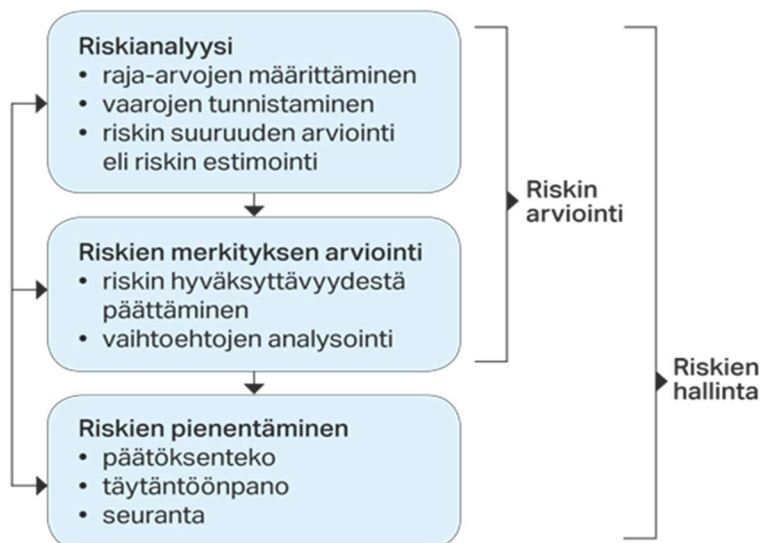 Riskianalyysi
• raja-arvojen määrittäminen
• vaarojen tunnistaminen
• riskin suuruuden arviointi
eli riskin estimointi
Riskien merkityksen arviointi
• riskin hyväksyttävyydestä
päättäminen
• vaihtoehtojen analysointi
Riskien pienentäminen
• päätöksenteko
• täytäntöönpano
• seuranta
Riskin
arviointi
Riskien
hallinta